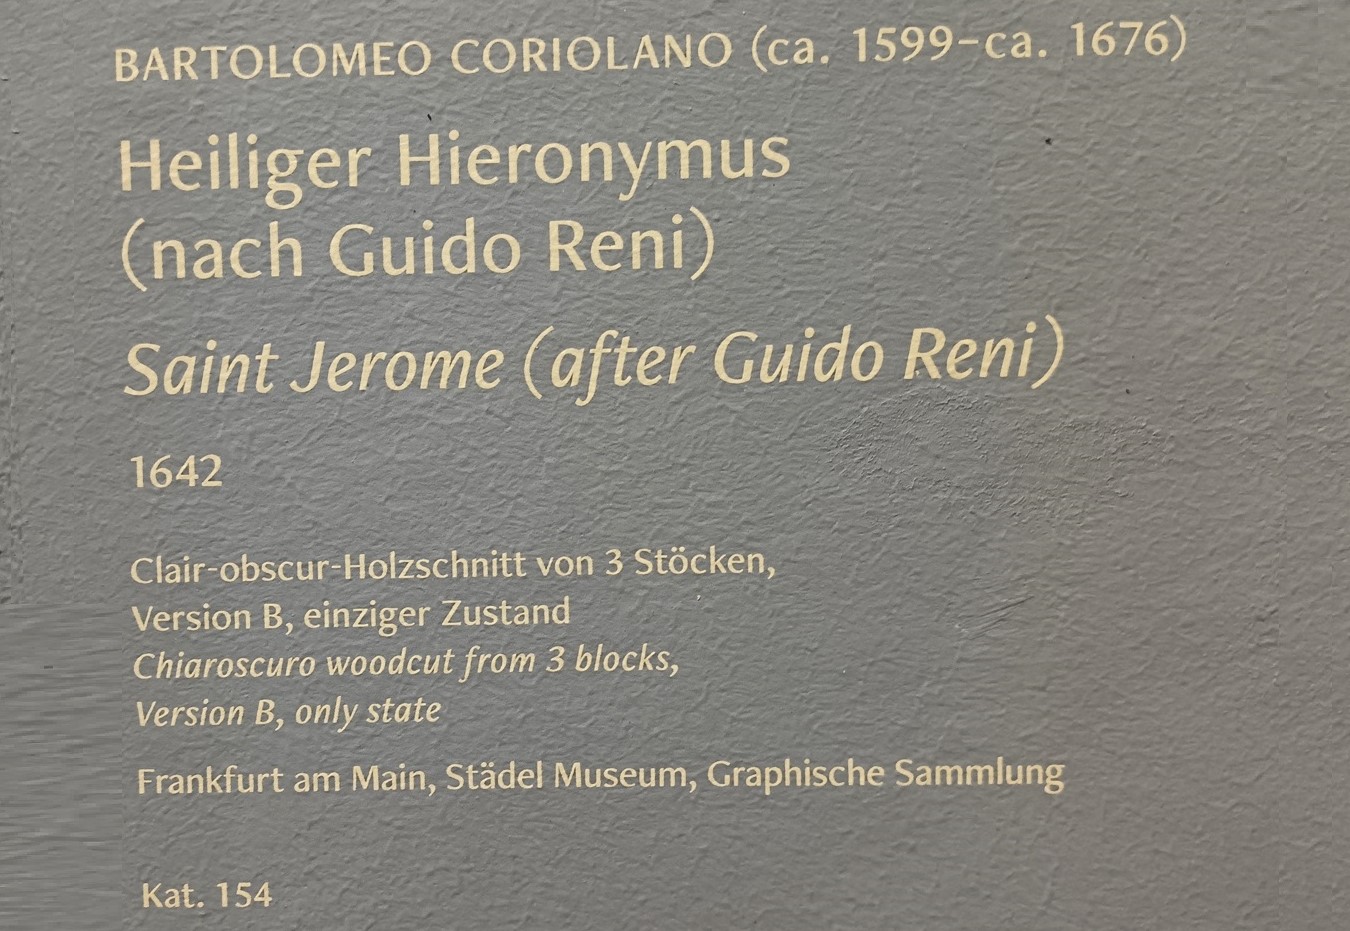 BARTOLOMEO CORIOLANO (ca. 1599–ca. 1676)
Heiliger Hieronymus
(nach Guido Reni)
Saint Jerome (after Guido Reni)
1642
Clair-obscur-Holzschnitt von 3 Stöcken,
Version B, einziger Zustand
Chiaroscuro woodcut from 3 blocks,
Version B, only state
Frankfurt am Main, Städel Museum, Graphische Sammlung
Kat. 154